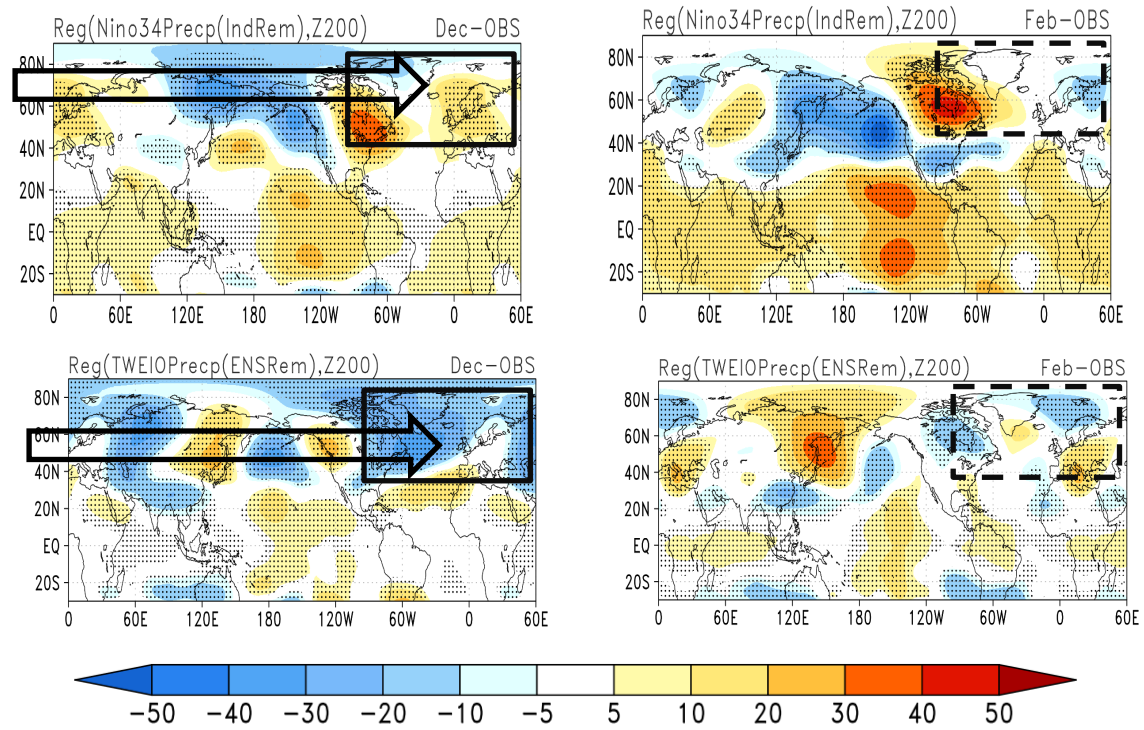 Reg(Nino34Precp(IndRem),Z200) Dec-OBS
80N
60N
40N
20N
EQ
20S
0 60E 120E 180 120W 60W 0 60E
Reg(Nino34Precp(IndRem),Z200) Feb-OBS
80N
60N
40N
20N
EQ
20S
0 60E 120E 180 120W 60W 0 60E
Reg(TWEIOPrecp(ENSRem),Z200) Dec-OBS
80N
60N
40N
20N
EQ
20S
0 60E 120E 180 120W 60W 0 60E
Reg(TWEIOPrecp(ENSRem),Z200) Feb-OBS
80N
60N
40N
20N
EQ
20S
0 60E 120E 180 120W 60W 0 60E
-50 -40 -30 -20 -10 -5 5 10 20 30 40 50